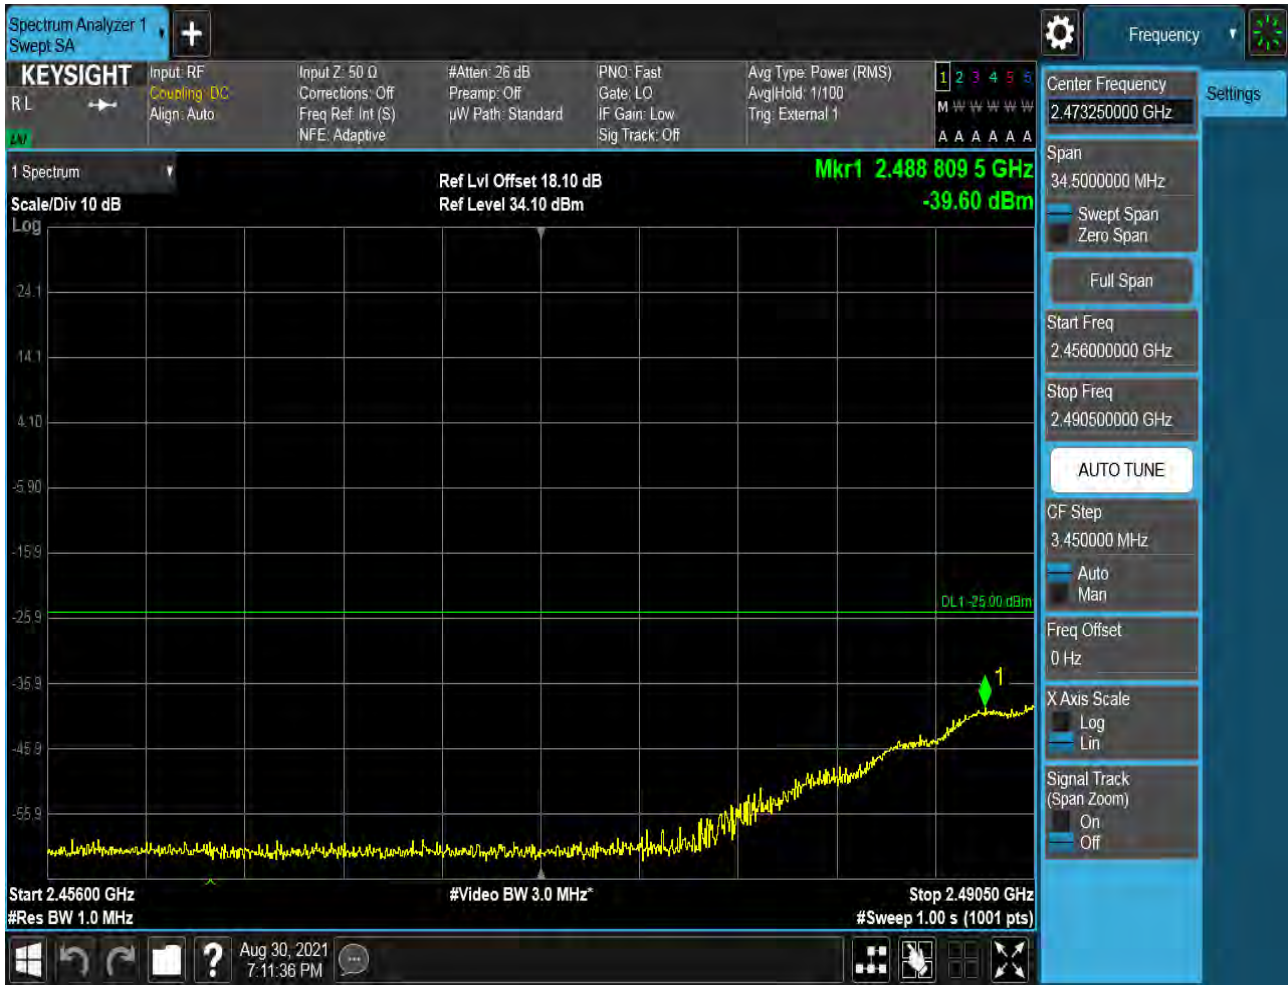 Spectrum Analyzer 1
Swept SA
+
Frequency
KEYSIGHT
RL
LXI
Input: RF
Coupling: DC
Align: Auto
Input Z: 50 Ω
Corrections: Off
Freq Ref: Int (S)
NFE: Adaptive
#Atten: 26 dB
Preamp: Off
µW Path: Standard
PNO: Fast
Gate: LO
IF Gain: Low
Sig Track: Off
Avg Type: Power (RMS)
Avg|Hold: 1/100
Trig: External 1
1 2 3 4 5 6
M W W W W W
A A A A A A
1 Spectrum
Scale/Div 10 dB
Log
Ref Lvl Offset 18.10 dB
Ref Level 34.10 dBm
Mkr1 2.488 809 5 GHz
-39.60 dBm
24.1
14.1
4.10
-5.90
-15.9
DL1 -25.00 dBm
-25.9
-35.9
1
-45.9
-55.9
Start 2.45600 GHz
#Res BW 1.0 MHz
#Video BW 3.0 MHz*
Stop 2.49050 GHz
#Sweep 1.00 s (1001 pts)
?
Aug 30, 2021
7:11:36 PM
Center Frequency
2.473250000 GHz
Settings
Span
34.5000000 MHz
Swept Span
Zero Span
Full Span
Start Freq
2.456000000 GHz
Stop Freq
2.490500000 GHz
AUTO TUNE
CF Step
3.450000 MHz
Auto
Man
Freq Offset
0 Hz
X Axis Scale
Log
Lin
Signal Track
(Span Zoom)
On
Off